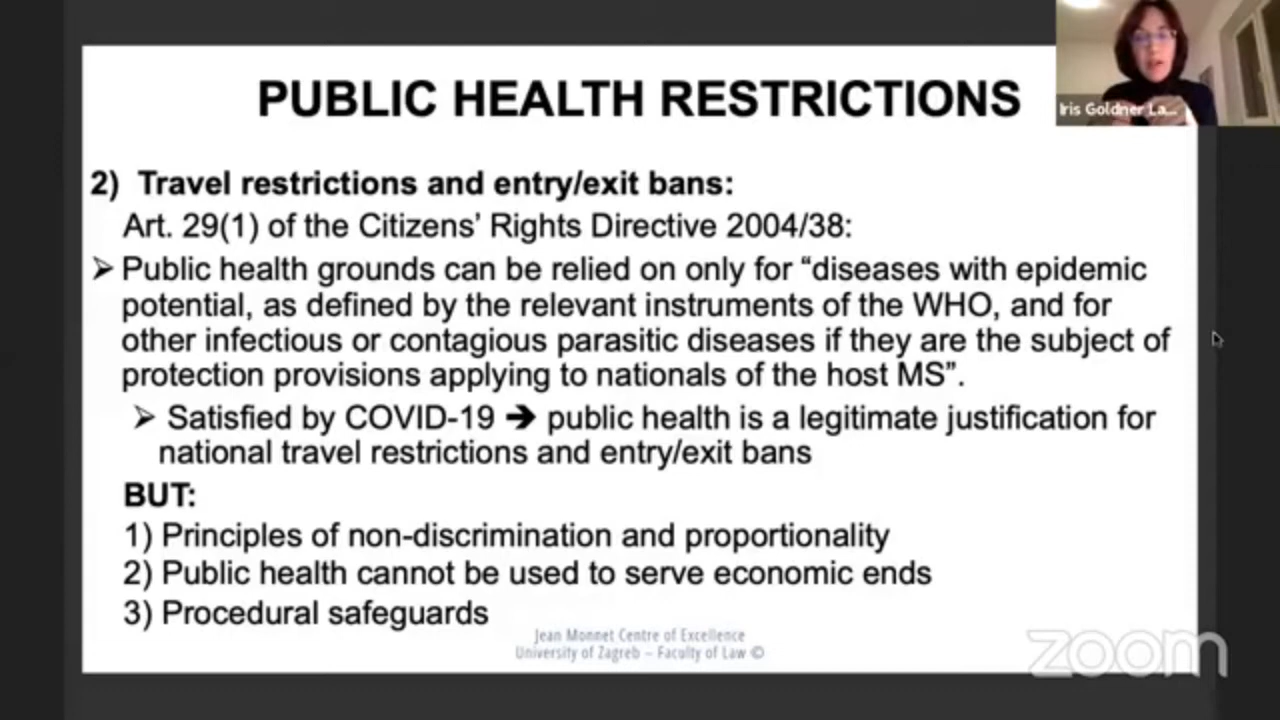 PUBLIC HEALTH RESTRICTIONS
Iris Goldner La...
2) Travel restrictions and entry/exit bans:
Art. 29(1) of the Citizens' Rights Directive 2004/38:
➢ Public health grounds can be relied on only for “diseases with epidemic
potential, as defined by the relevant instruments of the WHO, and for
other infectious or contagious parasitic diseases if they are the subject of
protection provisions applying to nationals of the host MS”.
➢ Satisfied by COVID-19 ➔ public health is a legitimate justification for
national travel restrictions and entry/exit bans
BUT:
1) Principles of non-discrimination and proportionality
2) Public health cannot be used to serve economic ends
3) Procedural safeguards
Jean Monnet Centre of Excellence
University of Zagreb – Faculty of Law ©
zoom